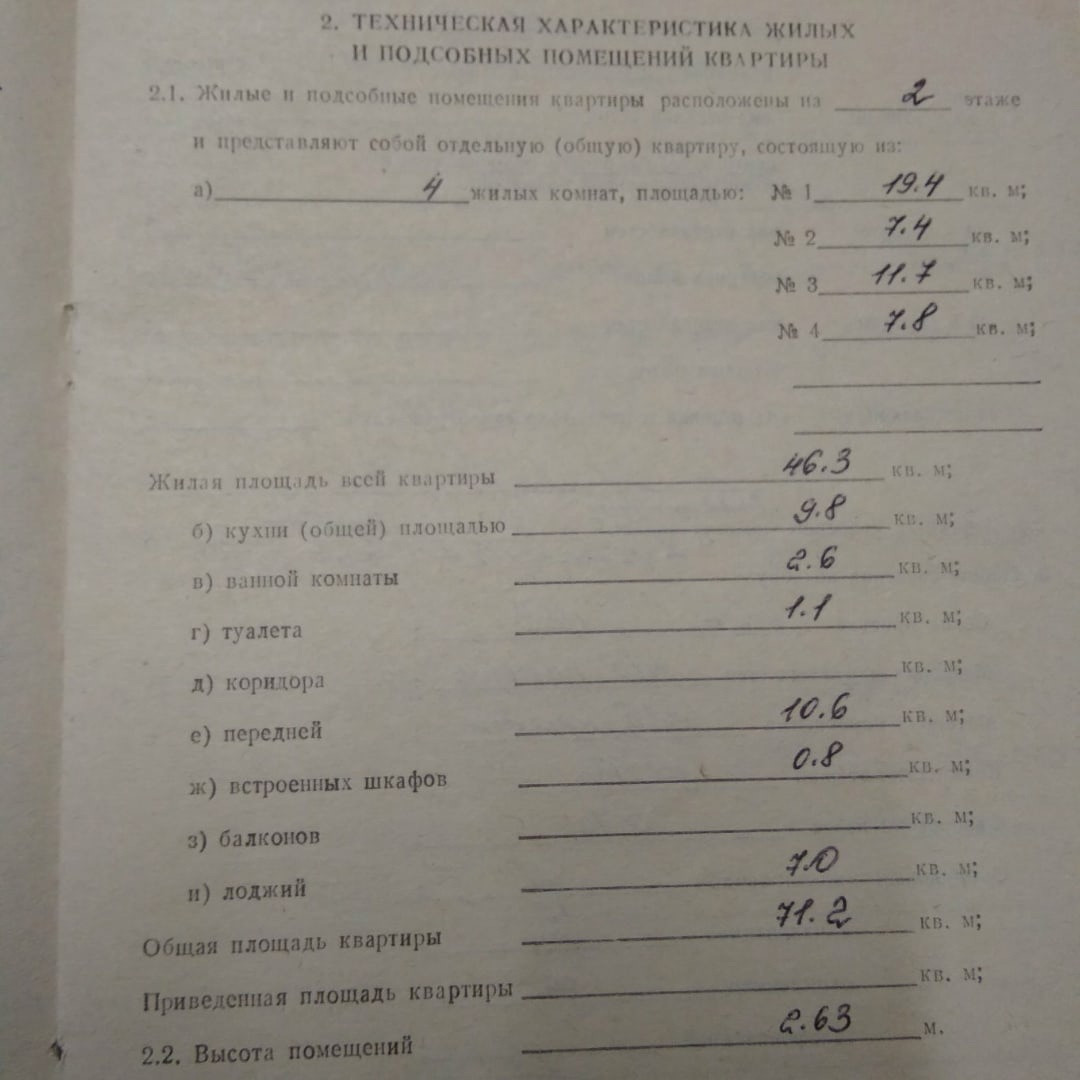 2. ТЕХНИЧЕСКАЯ ХАРАКТЕРИСТИКА ЖИЛЫХ
И ПОДСОБНЫХ ПОМЕЩЕНИЙ КВАРТИРЫ
2.1. Жилые и подсобные помещения квартиры расположены на 2 этаже
и представляют собой отдельную (общую) квартиру, состоящую из:
а) 4 жилых комнат, площадью: № 1 19.4 кв. м;
№ 2 7.4 кв. м;
№ 3 11.7 кв. м;
№ 4 7.8 кв. м;
Жилая площадь всей квартиры 46.3 кв. м;
б) кухни (общей) площадью 9.8 кв. м;
в) ванной комнаты 2.6 кв. м;
г) туалета 1.1 кв. м;
д) коридора кв. м;
е) передней 10.6 кв. м;
ж) встроенных шкафов 0.8 кв. м;
з) балконов кв. м;
и) лоджий 7.0 кв. м;
Общая площадь квартиры 71.2 кв. м;
Приведенная площадь квартиры кв. м;
2.2. Высота помещений 2.63 м.